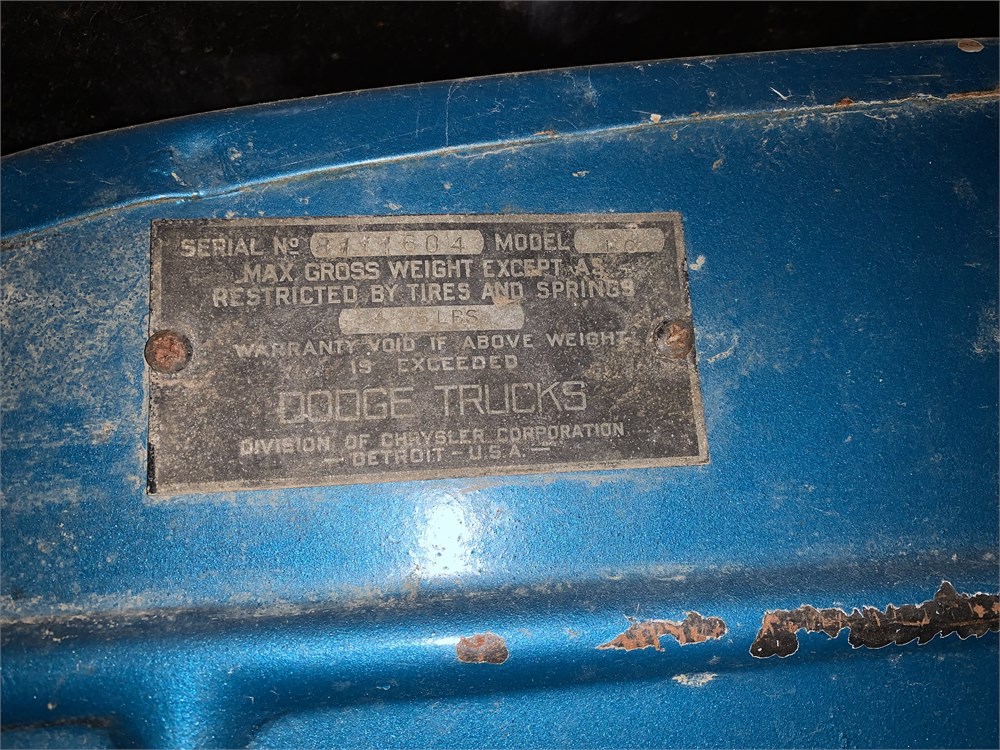 SERIAL Nº MODEL
MAX. GROSS WEIGHT EXCEPT AS
RESTRICTED BY TIRES AND SPRINGS
LBS
WARRANTY VOID IF ABOVE WEIGHT
IS EXCEEDED
DODGE TRUCKS
DIVISION OF CHRYSLER CORPORATION
— DETROIT - U.S.A. —